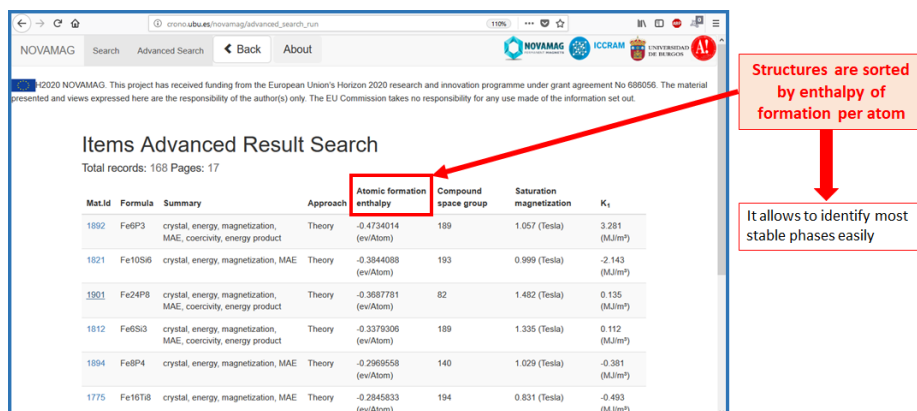 crono.ubu.es/novamag/advanced_search_run
110%
NOVAMAG Search Advanced Search Back About
NOVAMAG
ICCRAM
UNIVERSIDAD
DE BURGOS
H2020 NOVAMAG. This project has received funding from the European Union's Horizon 2020 research and innovation programme under grant agreement No 686056. The material
presented and views expressed here are the responsibility of the author(s) only. The EU Commission takes no responsibility for any use made of the information set out.
Structures are sorted
by enthalpy of
formation per atom
It allows to identify most
stable phases easily
Items Advanced Result Search
Total records: 168 Pages: 17
Mat.Id Formula Summary Approach Atomic formation enthalpy Compound space group Saturation magnetization K₁
1892 Fe6P3 crystal, energy, magnetization, MAE, coercivity, energy product Theory -0.4734014 (ev/Atom) 189 1.057 (Tesla) 3.281 (MJ/m³)
1821 Fe10Si6 crystal, energy, magnetization, MAE Theory -0.3844088 (ev/Atom) 193 0.999 (Tesla) -2.143 (MJ/m³)
1901 Fe24P8 crystal, energy, magnetization, MAE, coercivity, energy product Theory -0.3687781 (ev/Atom) 82 1.482 (Tesla) 0.135 (MJ/m³)
1812 Fe6Si3 crystal, energy, magnetization, MAE, coercivity, energy product Theory -0.3379306 (ev/Atom) 189 1.335 (Tesla) 0.112 (MJ/m³)
1894 Fe8P4 crystal, energy, magnetization, MAE Theory -0.2969558 (ev/Atom) 140 1.029 (Tesla) -0.381 (MJ/m³)
1775 Fe16Ti8 crystal, energy, magnetization, MAE Theory -0.2845833 (ev/Atom) 194 0.831 (Tesla) -0.493 (MJ/m³)